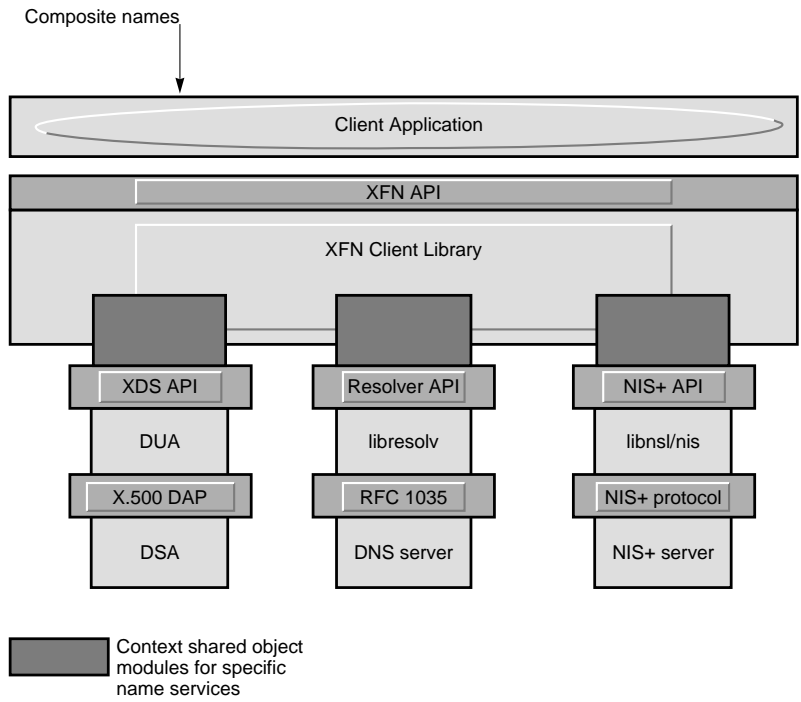 Composite names
Client Application
XFN API
XFN Client Library
XDS API
Resolver API
NIS+ API
DUA
libresolv
libnsl/nis
X.500 DAP
RFC 1035
NIS+ protocol
DSA
DNS server
NIS+ server
Context shared object
modules for specific
name services